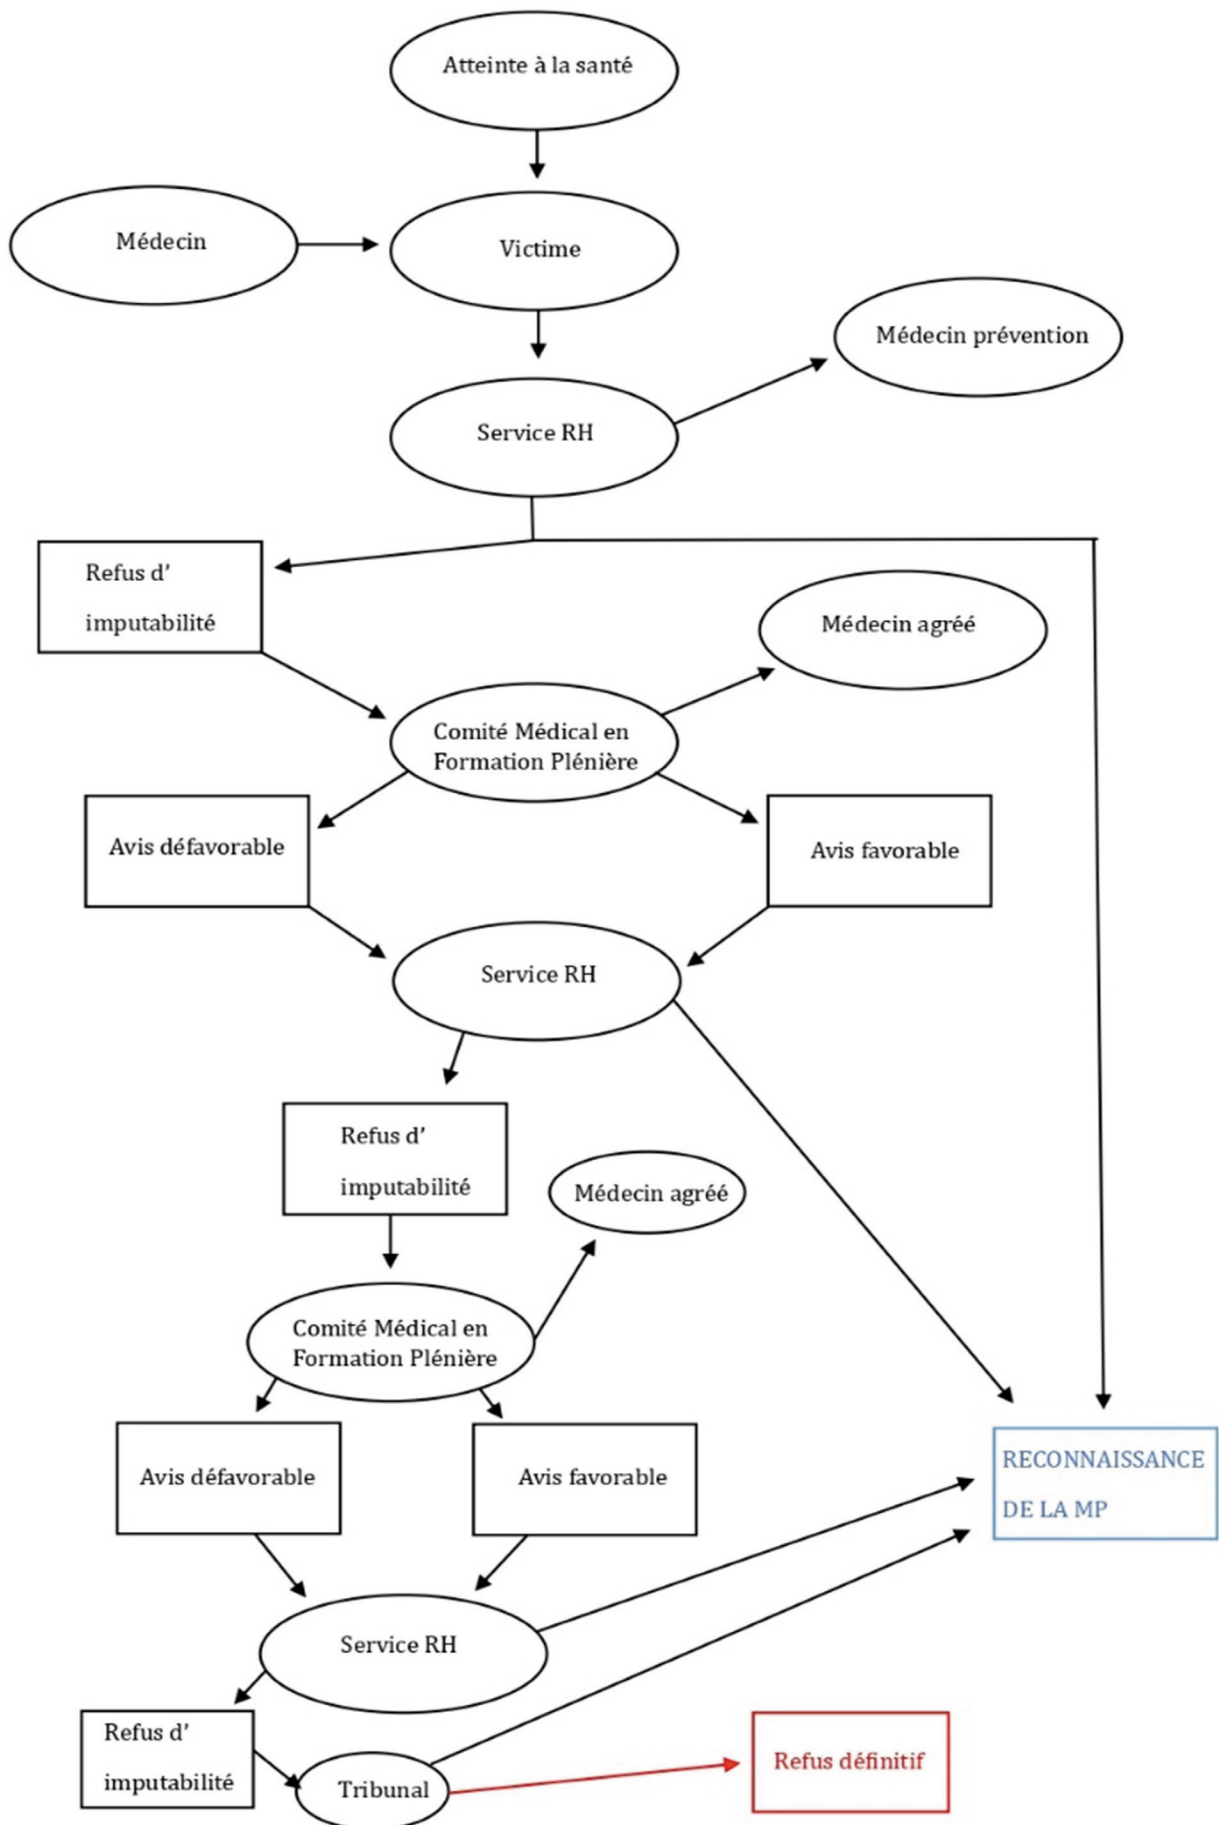 Atteinte à la santé
Médecin
Victime
Médecin prévention
Service RH
Refus d’
imputabilité
Médecin agréé
Comité Médical en
Formation Plénière
Avis défavorable
Avis favorable
Service RH
Refus d’
imputabilité
Médecin agréé
Comité Médical en
Formation Plénière
Avis défavorable
Avis favorable
RECONNAISSANCE
DE LA MP
Service RH
Refus d’
imputabilité
Tribunal
Refus définitif